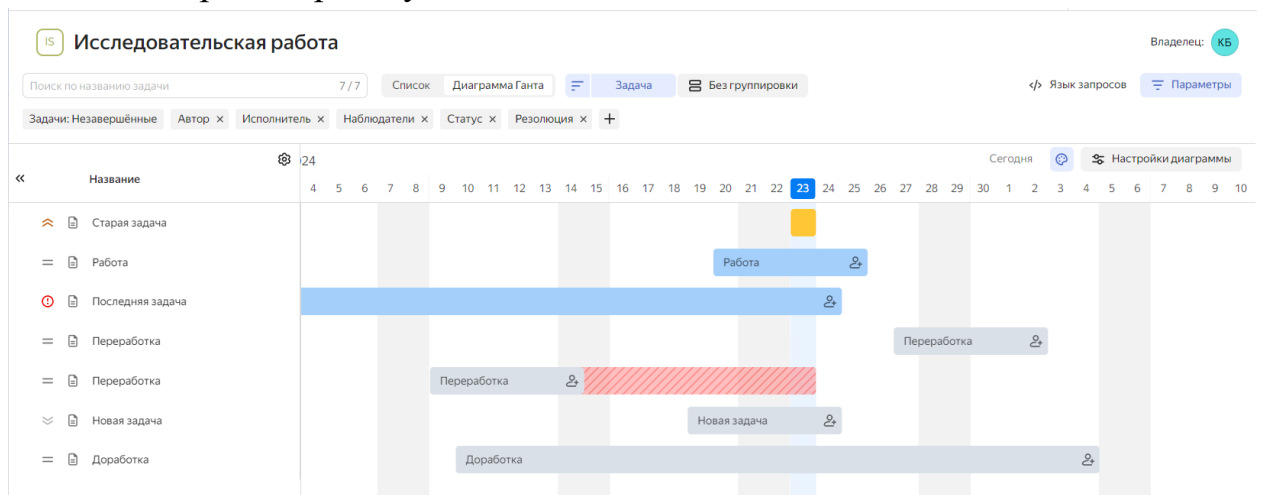 IS Исследовательская работа Владелец: КБ
Поиск по названию задачи 7 / 7 Список Диаграмма Ганта Задача Без группировки </> Язык запросов Параметры
Задачи: Незавершённые Автор × Исполнитель × Наблюдатели × Статус × Резолюция × +
024 Сегодня Настройки диаграммы
« Название
4 5 6 7 8 9 10 11 12 13 14 15 16 17 18 19 20 21 22 23 24 25 26 27 28 29 30 1 2 3 4 5 6 7 8 9 10
Старая задача
Работа Работа
Последняя задача
Переработка Переработка
Переработка Переработка
Новая задача Новая задача
Доработка Доработка